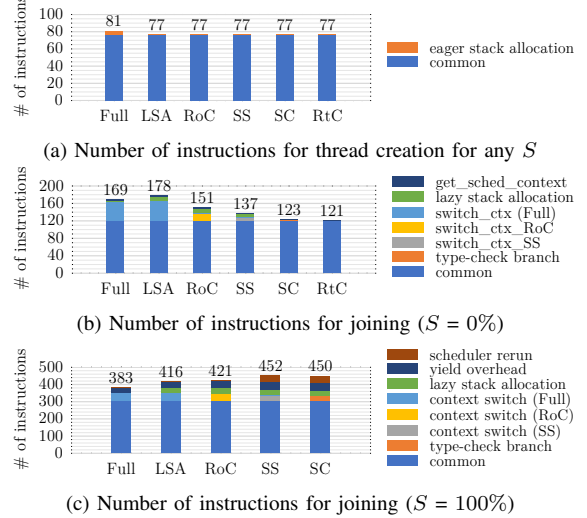 # of instructions
100
80
60
40
20
0
81
77
77
77
77
77
Full
LSA
RoC
SS
SC
RtC
eager stack allocation
common
(a) Number of instructions for thread creation for any S
# of instructions
200
160
120
80
40
0
169
178
151
137
123
121
Full
LSA
RoC
SS
SC
RtC
get_sched_context
lazy stack allocation
switch_ctx (Full)
switch_ctx_RoC
switch_ctx_SS
type-check branch
common
(b) Number of instructions for joining (S = 0%)
# of instructions
500
400
300
200
100
0
383
416
421
452
450
Full
LSA
RoC
SS
SC
scheduler rerun
yield overhead
lazy stack allocation
context switch (Full)
context switch (RoC)
context switch (SS)
type-check branch
common
(c) Number of instructions for joining (S = 100%)